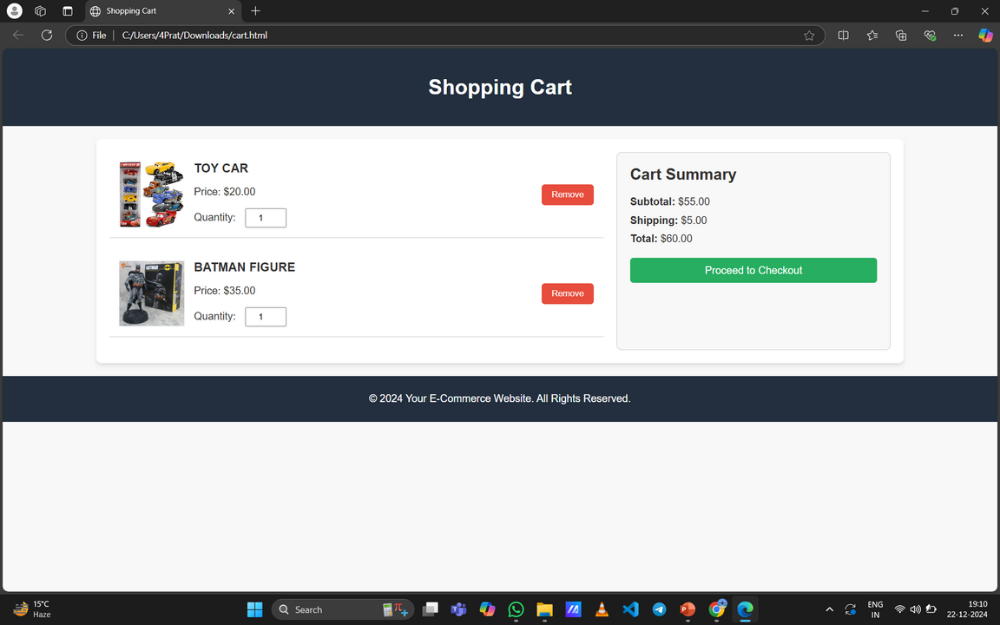 Shopping Cart
File
C:/Users/4Prat/Downloads/cart.html
Shopping Cart
TOY CAR
Price: $20.00
Quantity: 1
Remove
BATMAN FIGURE
Price: $35.00
Quantity: 1
Remove
Cart Summary
Subtotal: $55.00
Shipping: $5.00
Total: $60.00
Proceed to Checkout
© 2024 Your E-Commerce Website. All Rights Reserved.
15°C
Haze
Search
ENG
IN
19:10
22-12-2024